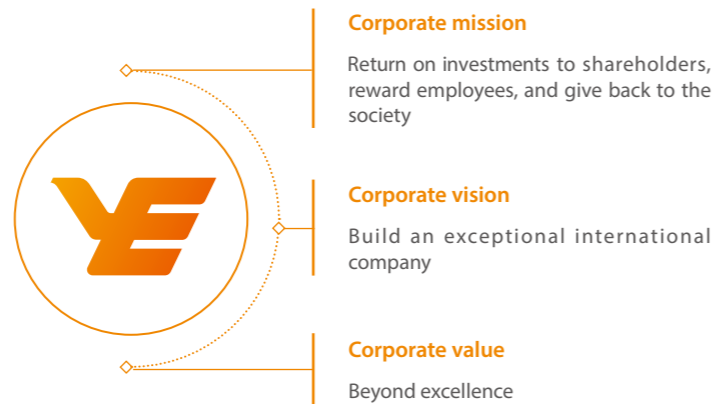 Corporate mission
Return on investments to shareholders,
reward employees, and give back to the
society
YE
Corporate vision
Build an exceptional international
company
Corporate value
Beyond excellence